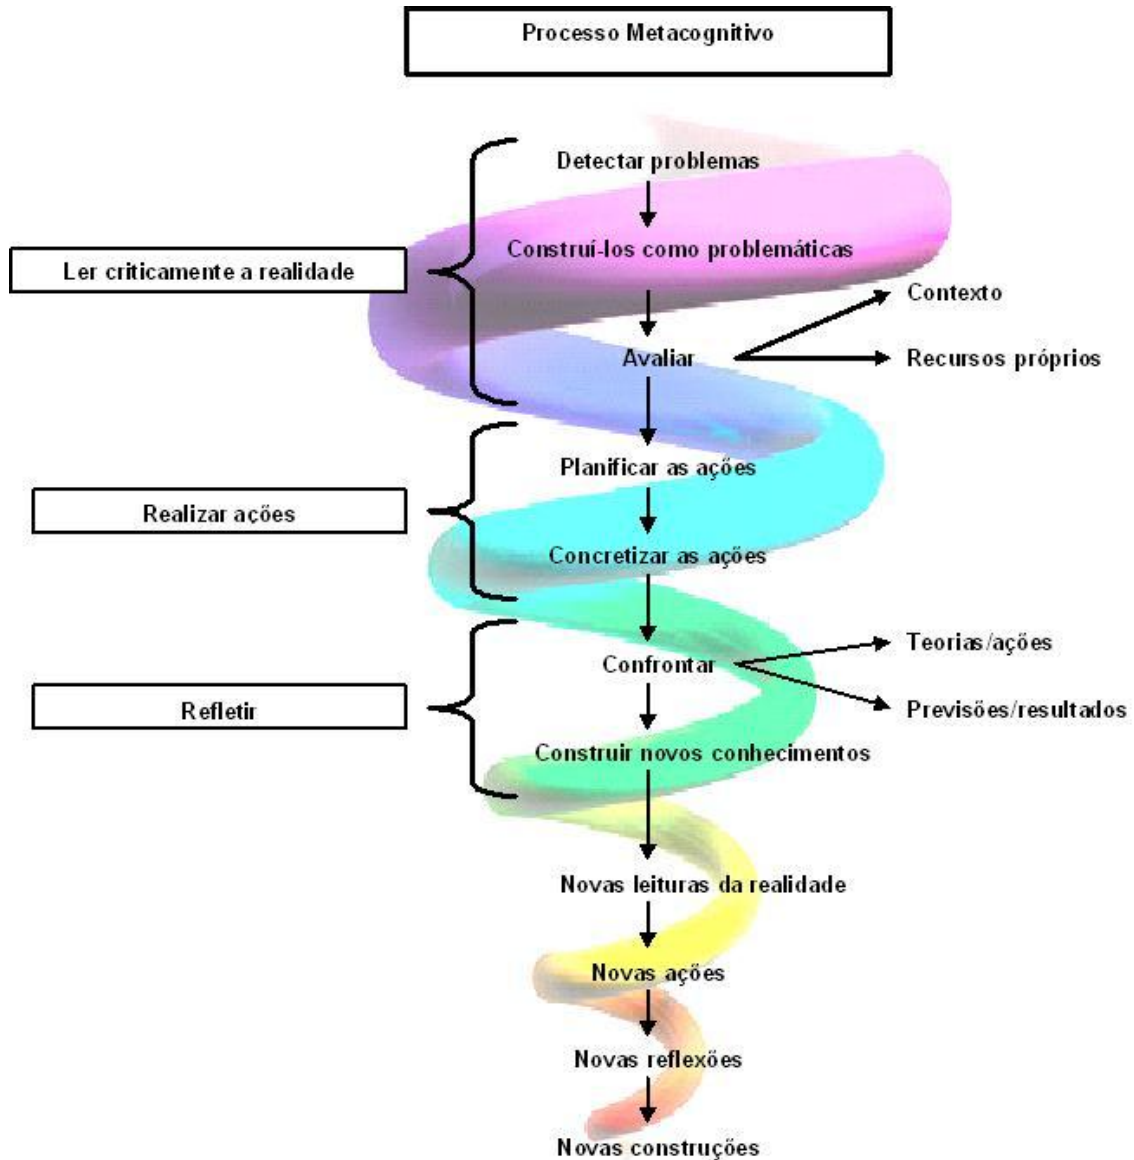 Processo Metacognitivo
Detectar problemas
Construí-los como problemáticas
Ler criticamente a realidade
Contexto
Avaliar
Recursos próprios
Planificar as ações
Realizar ações
Concretizar as ações
Teorias/ações
Confrontar
Refletir
Previsões/resultados
Construir novos conhecimentos
Novas leituras da realidade
Novas ações
Novas reflexões
Novas construções